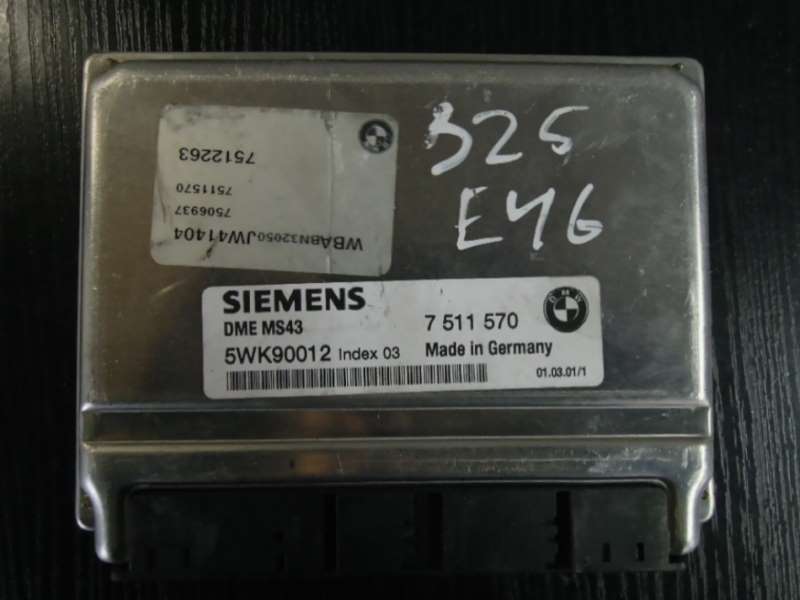 325
E46
7512263
7511570
7506937
WBABN32050JW41404
SIEMENS
DME MS43
7 511 570
BMW
5WK90012 Index 03
Made in Germany
01.03.01/1